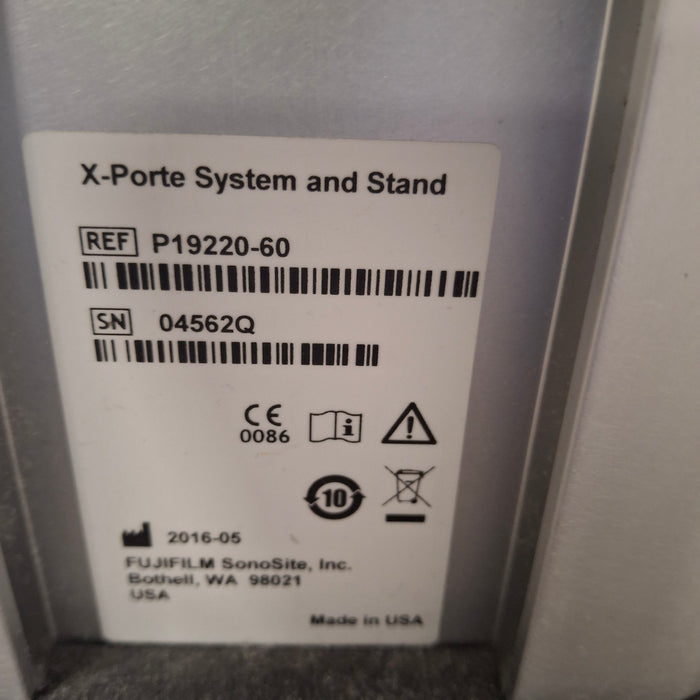 X-Porte System and Stand
REF P19220-60
SN 04562Q
CE
0086
i
!
10
2016-05
FUJIFILM SonoSite, Inc.
Bothell, WA 98021
USA
Made in USA